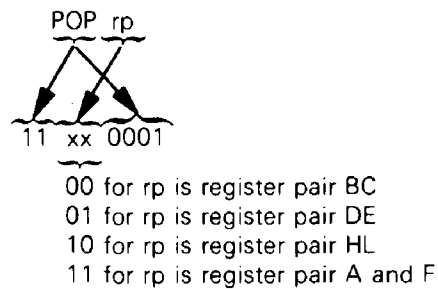 POP rp
11 xx 0001
00 for rp is register pair BC
01 for rp is register pair DE
10 for rp is register pair HL
11 for rp is register pair A and F